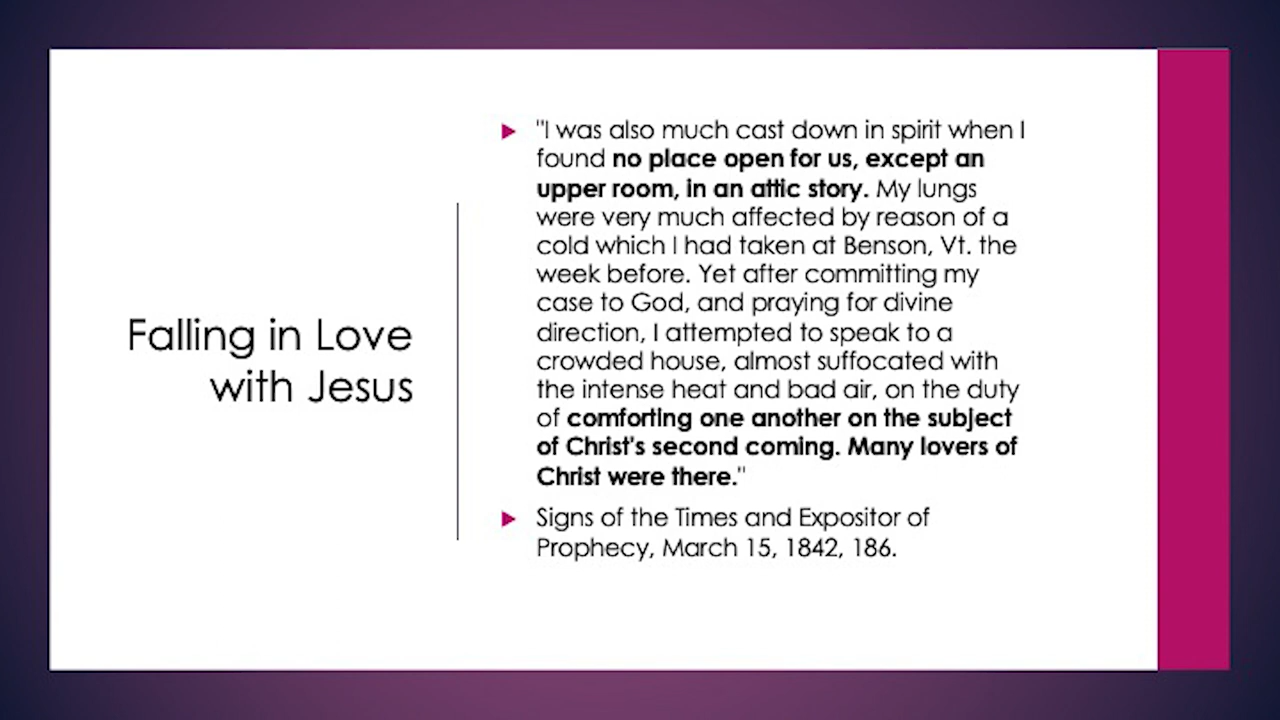 Falling in Love
with Jesus
"I was also much cast down in spirit when I
found no place open for us, except an
upper room, in an attic story. My lungs
were very much affected by reason of a
cold which I had taken at Benson, Vt. the
week before. Yet after committing my
case to God, and praying for divine
direction, I attempted to speak to a
crowded house, almost suffocated with
the intense heat and bad air, on the duty
of comforting one another on the subject
of Christ's second coming. Many lovers of
Christ were there."
Signs of the Times and Expositor of
Prophecy, March 15, 1842, 186.